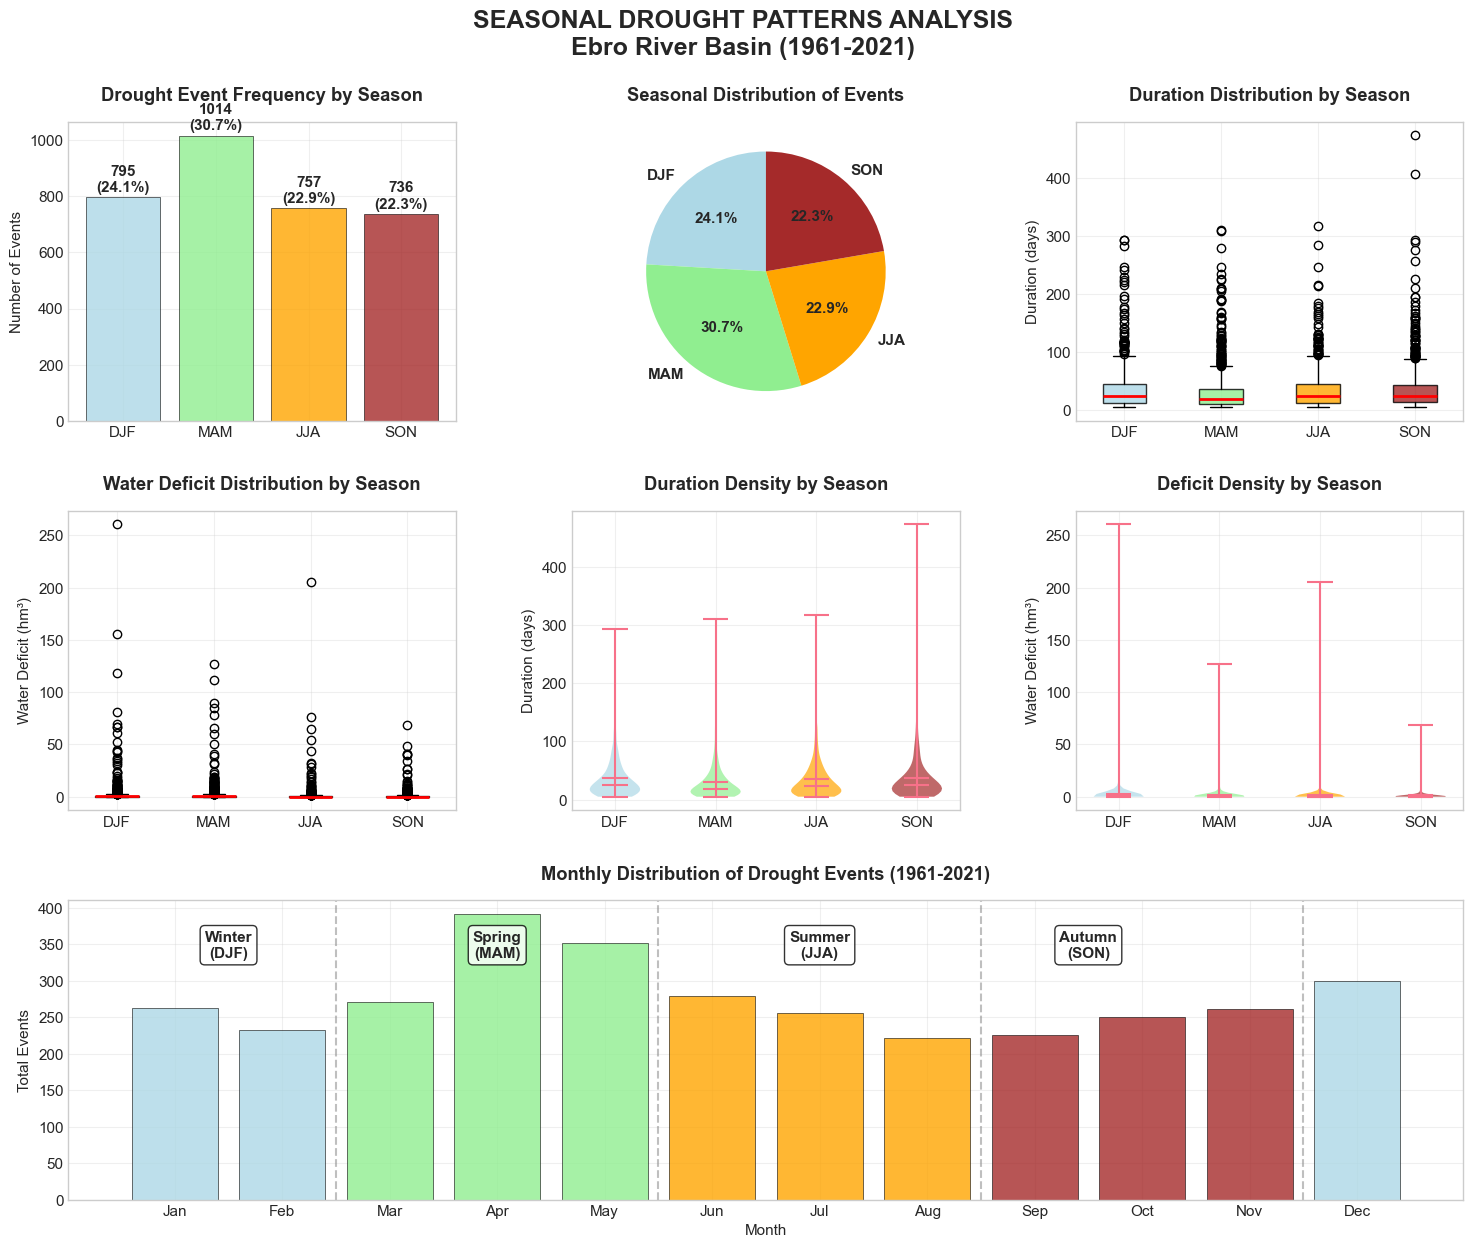 SEASONAL DROUGHT PATTERNS ANALYSIS
Ebro River Basin (1961-2021)
Drought Event Frequency by Season
1014
(30.7%)
795
(24.1%)
757
(22.9%)
736
(22.3%)
Number of Events
1000
800
600
400
200
0
DJF
MAM
JJA
SON
Seasonal Distribution of Events
DJF
SON
24.1%
22.3%
30.7%
22.9%
MAM
JJA
Duration Distribution by Season
Duration (days)
400
300
200
100
0
DJF
MAM
JJA
SON
Water Deficit Distribution by Season
Water Deficit (hm³)
250
200
150
100
50
0
DJF
MAM
JJA
SON
Duration Density by Season
Duration (days)
400
300
200
100
0
DJF
MAM
JJA
SON
Deficit Density by Season
Water Deficit (hm³)
250
200
150
100
50
0
DJF
MAM
JJA
SON
Monthly Distribution of Drought Events (1961-2021)
Total Events
400
350
300
250
200
150
100
50
0
Winter
(DJF)
Spring
(MAM)
Summer
(JJA)
Autumn
(SON)
Jan
Feb
Mar
Apr
May
Jun
Jul
Aug
Sep
Oct
Nov
Dec
Month